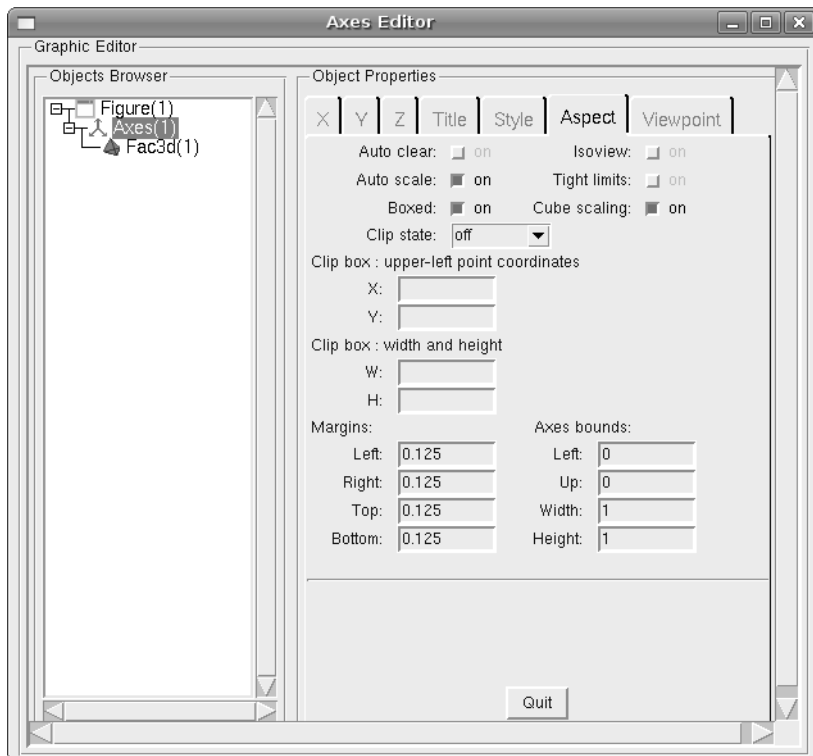 Axes Editor
Graphic Editor
Objects Browser
Figure(1)
Axes(1)
Fac3d(1)
Object Properties
X Y Z Title Style Aspect Viewpoint
Auto clear: on Isoview: on
Auto scale: on Tight limits: on
Boxed: on Cube scaling: on
Clip state: off
Clip box : upper-left point coordinates
X:
Y:
Clip box : width and height
W:
H:
Margins: Axes bounds:
Left: 0.125 Left: 0
Right: 0.125 Up: 0
Top: 0.125 Width: 1
Bottom: 0.125 Height: 1
Quit